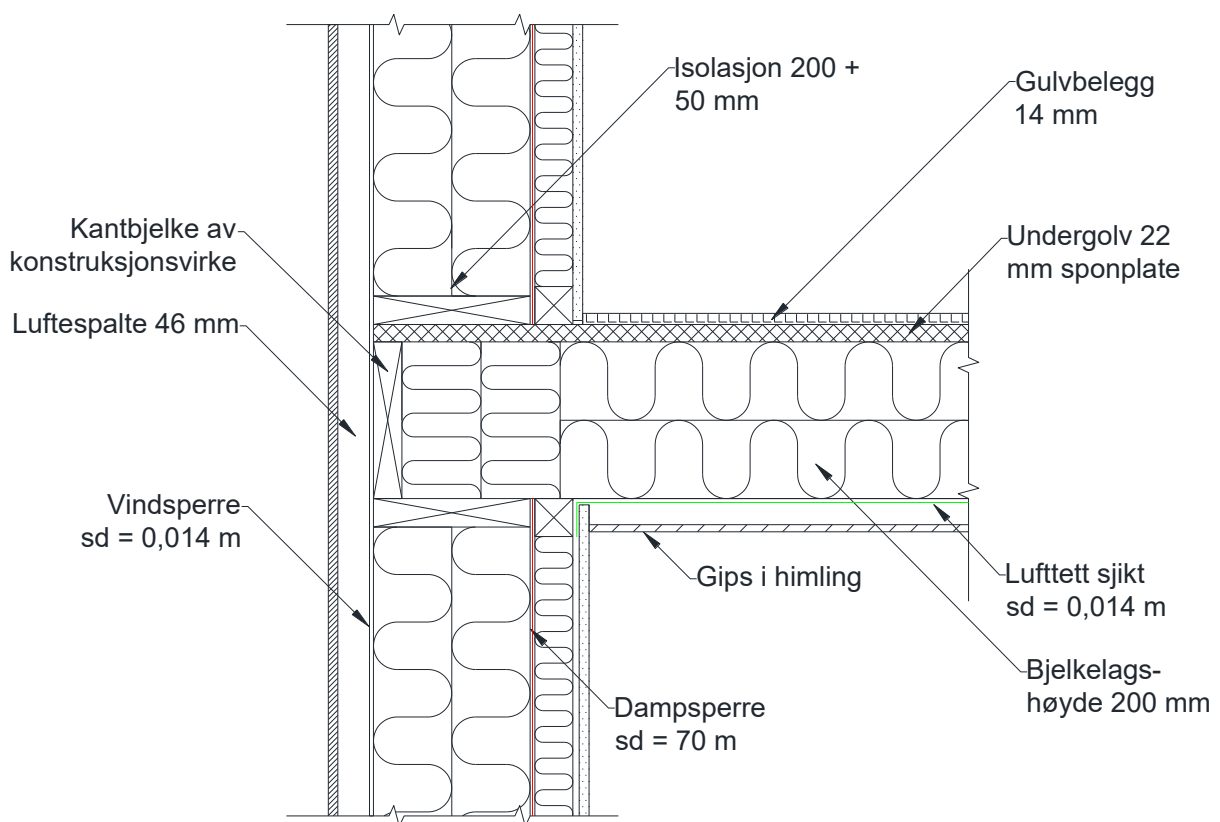 Isolasjon 200 +
50 mm
Gulvbelegg
14 mm
Kantbjelke av
konstruksjonsvirke
Undergolv 22
mm sponplate
Luftespalte 46 mm
Vindsperre
sd = 0,014 m
Gips i himling
Lufttett sjikt
sd = 0,014 m
Bjelkelags-
høyde 200 mm
Dampsperre
sd = 70 m